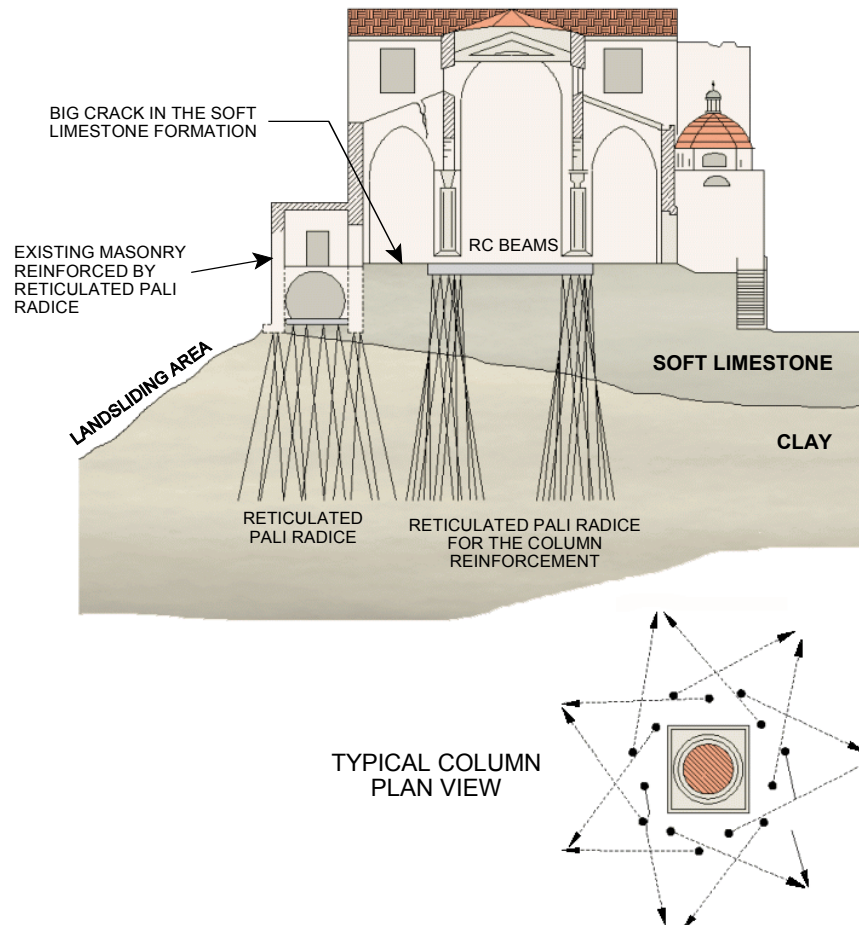 BIG CRACK IN THE SOFT
LIMESTONE FORMATION
RC BEAMS
EXISTING MASONRY
REINFORCED BY
RETICULATED PALI
RADICE
LANDSLIDING AREA
SOFT LIMESTONE
CLAY
RETICULATED
PALI RADICE
RETICULATED PALI RADICE
FOR THE COLUMN
REINFORCEMENT
TYPICAL COLUMN
PLAN VIEW